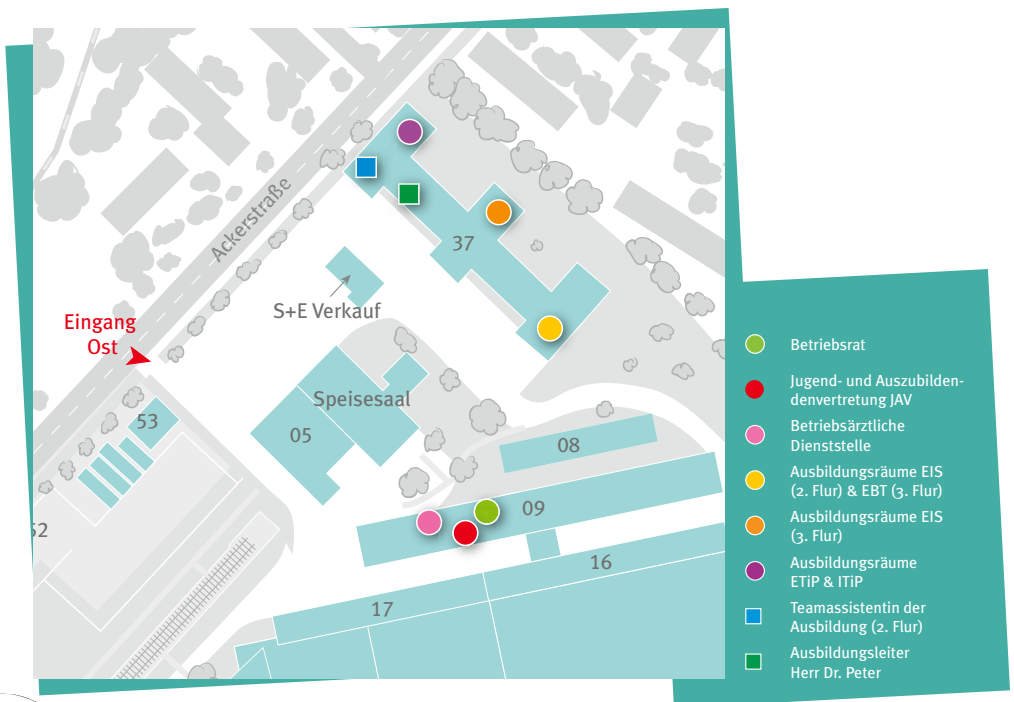 Ackerstraße
37
S+E Verkauf
Eingang
Ost
Speisesaal
53
05
08
09
16
17
Betriebsrat
Jugend- und Auszubilden-
denvertretung JAV
Betriebsärztliche
Dienststelle
Ausbildungsräume EIS
(2. Flur) & EBT (3. Flur)
Ausbildungsräume EIS
(3. Flur)
Ausbildungsräume
ETiP & ITiP
Teamassistentin der
Ausbildung (2. Flur)
Ausbildungsleiter
Herr Dr. Peter